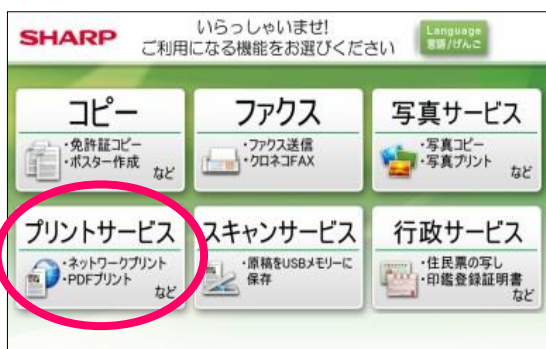 SHARP
いらっしゃいませ!
ご利用になる機能をお選びください
Language
言語/げんご
コピー
・免許証コピー
・ポスター作成
など
ファクス
・ファクス送信
・クロネコFAX
写真サービス
・写真コピー
・写真プリント
など
プリントサービス
・ネットワークプリント
・PDFプリント
など
スキャンサービス
・原稿をUSBメモリーに
保存
行政サービス
・住民票の写し
・印鑑登録証明書
など